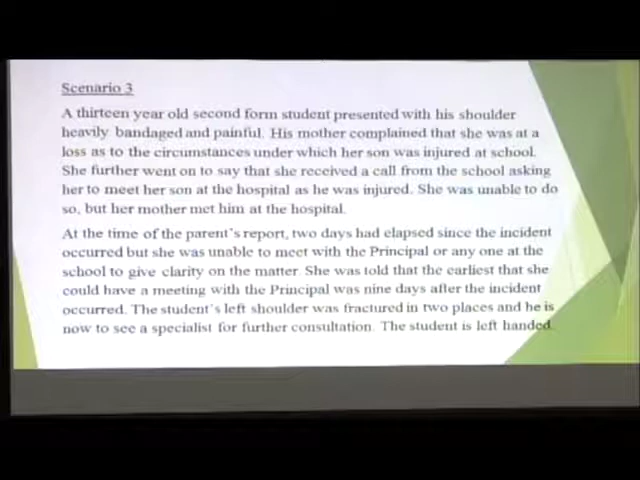 Scenario 3
A thirteen year old second form student presented with his shoulder
heavily bandaged and painful. His mother complained that she was at a
loss as to the circumstances under which her son was injured at school.
She further went on to say that she received a call from the school asking
her to meet her son at the hospital as he was injured. She was unable to do
so, but her mother met him at the hospital.
At the time of the parent's report, two days had elapsed since the incident
occurred but she was unable to meet with the Principal or any one at the
school to give clarity on the matter. She was told that the earliest that she
could have a meeting with the Principal was nine days after the incident
occurred. The student's left shoulder was fractured in two places and he is
now to see a specialist for further consultation. The student is left handed.